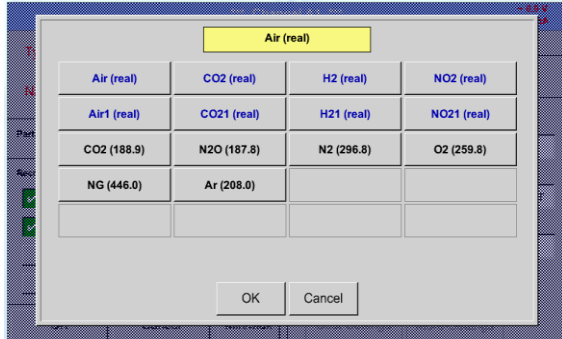 Air (real)
Air (real) CO2 (real) H2 (real) NO2 (real)
Air1 (real) CO21 (real) H21 (real) NO21 (real)
CO2 (188.9) N2O (187.8) N2 (296.8) O2 (259.8)
NG (446.0) Ar (208.0)
OK Cancel